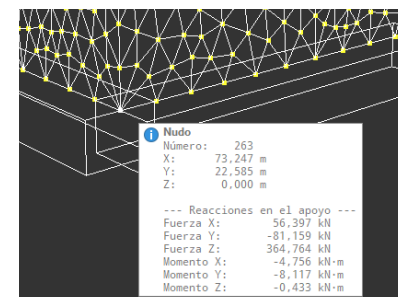 Nudo
Número: 263
X: 73,247 m
Y: 22,585 m
Z: 0,000 m
--- Reacciones en el apoyo ---
Fuerza X: 56,397 kN
Fuerza Y: -81,159 kN
Fuerza Z: 364,764 kN
Momento X: -4,756 kN·m
Momento Y: -8,117 kN·m
Momento Z: -0,433 kN·m